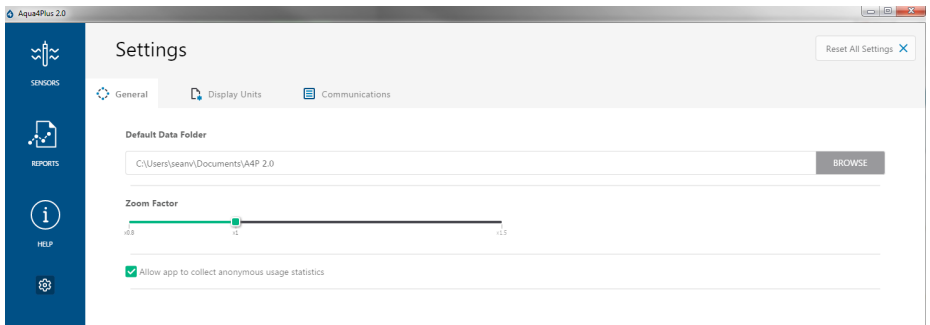 Aqua4Plus 2.0
Settings
Reset All Settings
SENSORS
General
Display Units
Communications
Default Data Folder
REPORTS
C:\Users\seanv\Documents\A4P 2.0
BROWSE
Zoom Factor
x0.8
x1
x1.5
HELP
Allow app to collect anonymous usage statistics